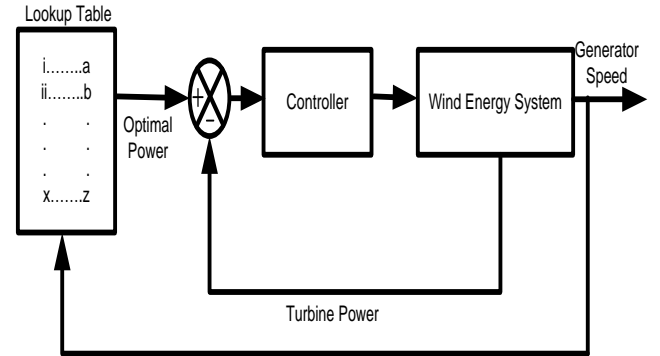 Lookup Table
i........a
ii........b
. .
. .
. .
x.......z
Optimal
Power
+
-
Controller
Wind Energy System
Generator
Speed
Turbine Power